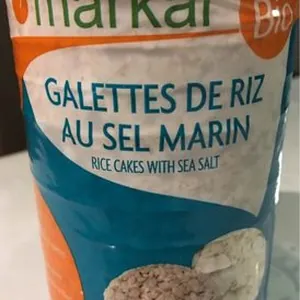 markal
Bio
GALETTES DE RIZ
AU SEL MARIN
RICE CAKES WITH SEA SALT